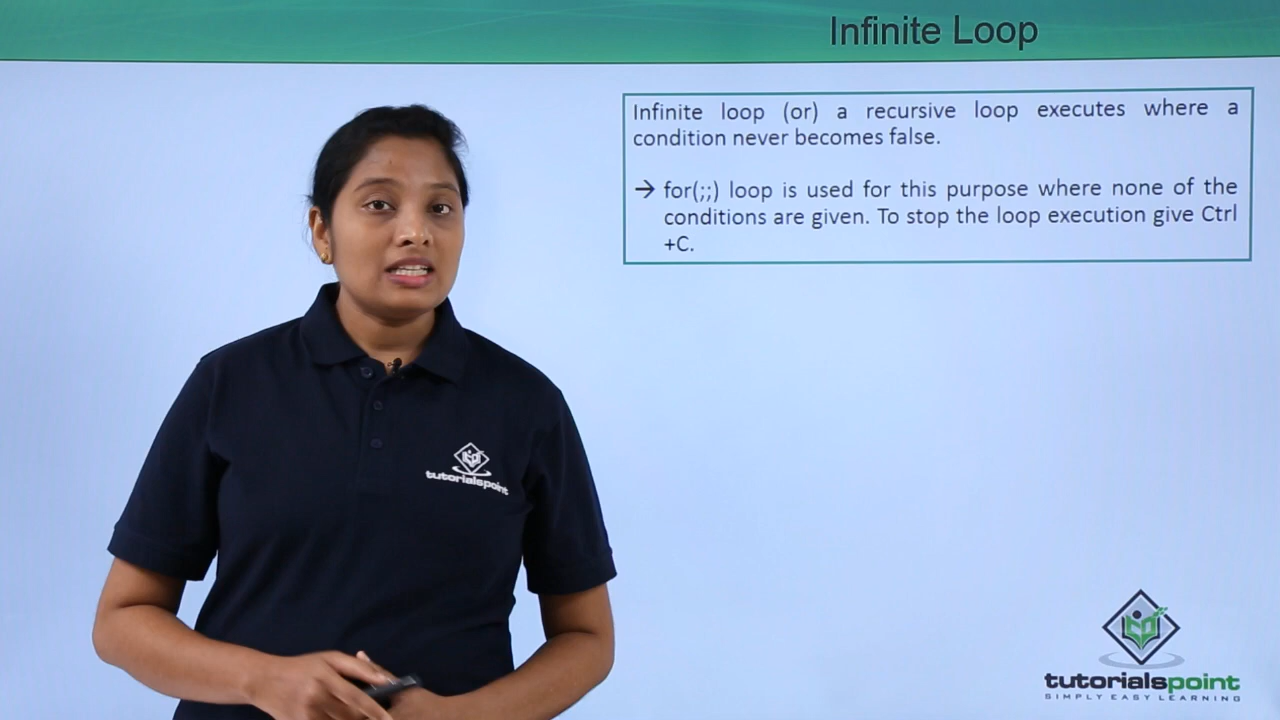 Infinite Loop
Infinite loop (or) a recursive loop executes where a
condition never becomes false.
→ for(;;) loop is used for this purpose where none of the
conditions are given. To stop the loop execution give Ctrl
+C.
tutorialspoint
tutorialspoint
SIMPLY EASY LEARNING